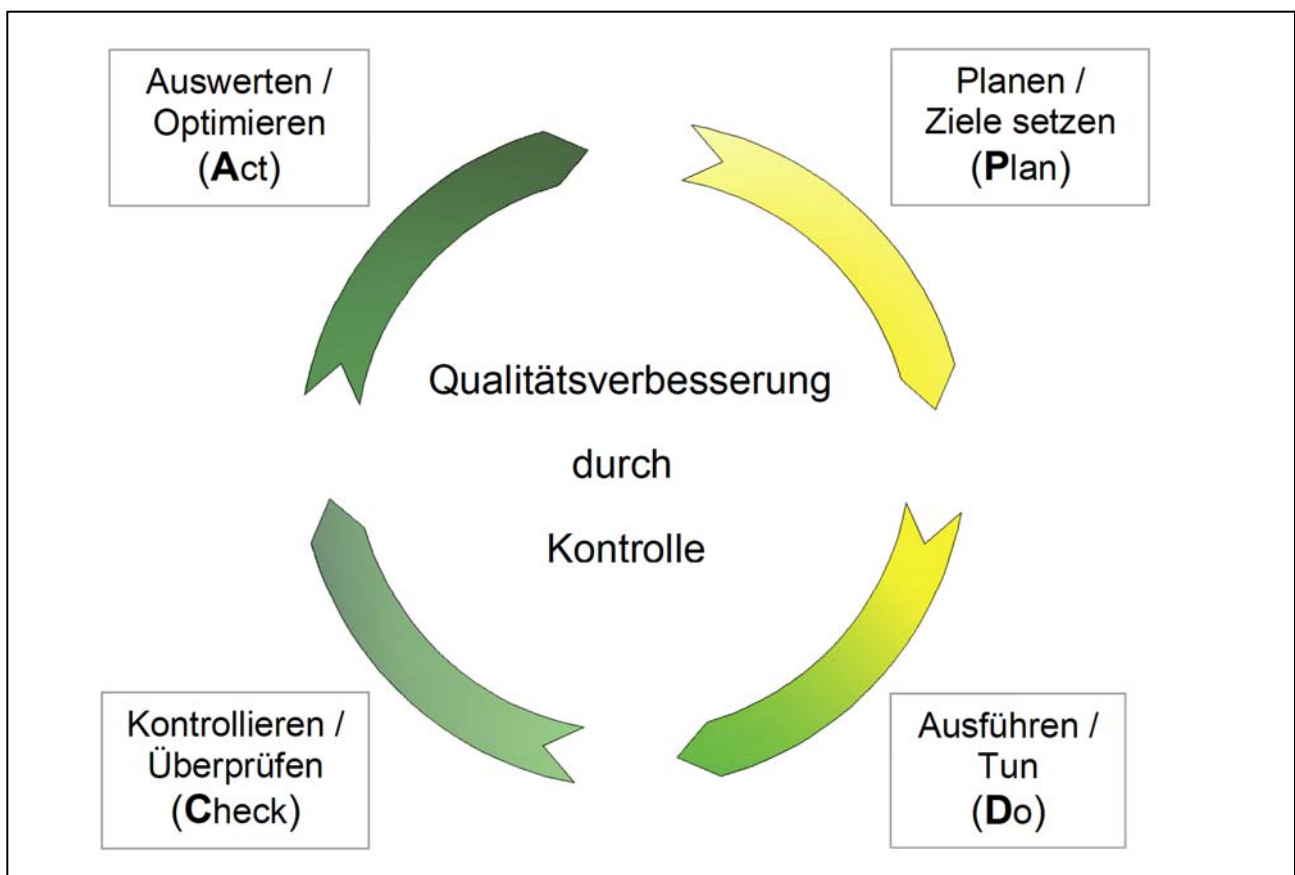 Auswerten /
Optimieren
(Act)
Planen /
Ziele setzen
(Plan)
Qualitätsverbesserung
durch
Kontrolle
Kontrollieren /
Überprüfen
(Check)
Ausführen /
Tun
(Do)